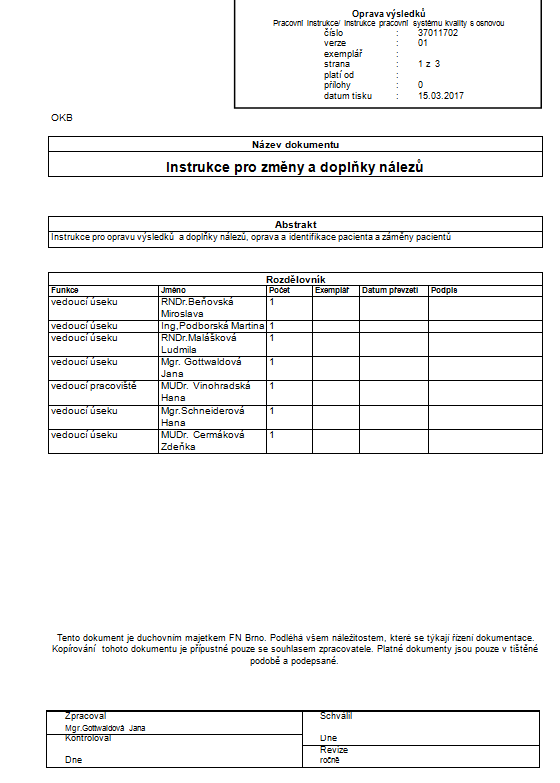 Oprava výsledků
Pracovní instrukce/ Instrukce pracovní systému kvality s osnovou
číslo : 37011702
verze : 01
exemplář :
strana : 1 z 3
platí od :
přílohy : 0
datum tisku : 15.03.2017
OKB
Název dokumentu
Instrukce pro změny a doplňky nálezů
Abstrakt
Instrukce pro opravu výsledků a doplňky nálezů, oprava a identifikace pacienta a záměny pacientů
Rozdělovník
Funkce Jméno Počet Exemplář Datum převzetí Podpis
vedoucí úseku RNDr.Beňovská 1
Miroslava
vedoucí úseku Ing,Podborská Martina 1
vedoucí úseku RNDr.Malášková 1
Ludmila
vedoucí úseku Mgr. Gottwaldová 1
Jana
vedoucí pracoviště MUDr. Vinohradská 1
Hana
vedoucí úseku Mgr.Schneiderová 1
Hana
vedoucí úseku MUDr. Čermáková 1
Zdeňka
Tento dokument je duchovním majetkem FN Brno. Podléhá všem náležitostem, které se týkají řízení dokumentace.
Kopírování tohoto dokumentu je přípustné pouze se souhlasem zpracovatele. Platné dokumenty jsou pouze v tištěné
podobě a podepsané.
Zpracoval Schválil
Mgr.Gottwaldová Jana
Kontroloval Dne
Revize
Dne ročně